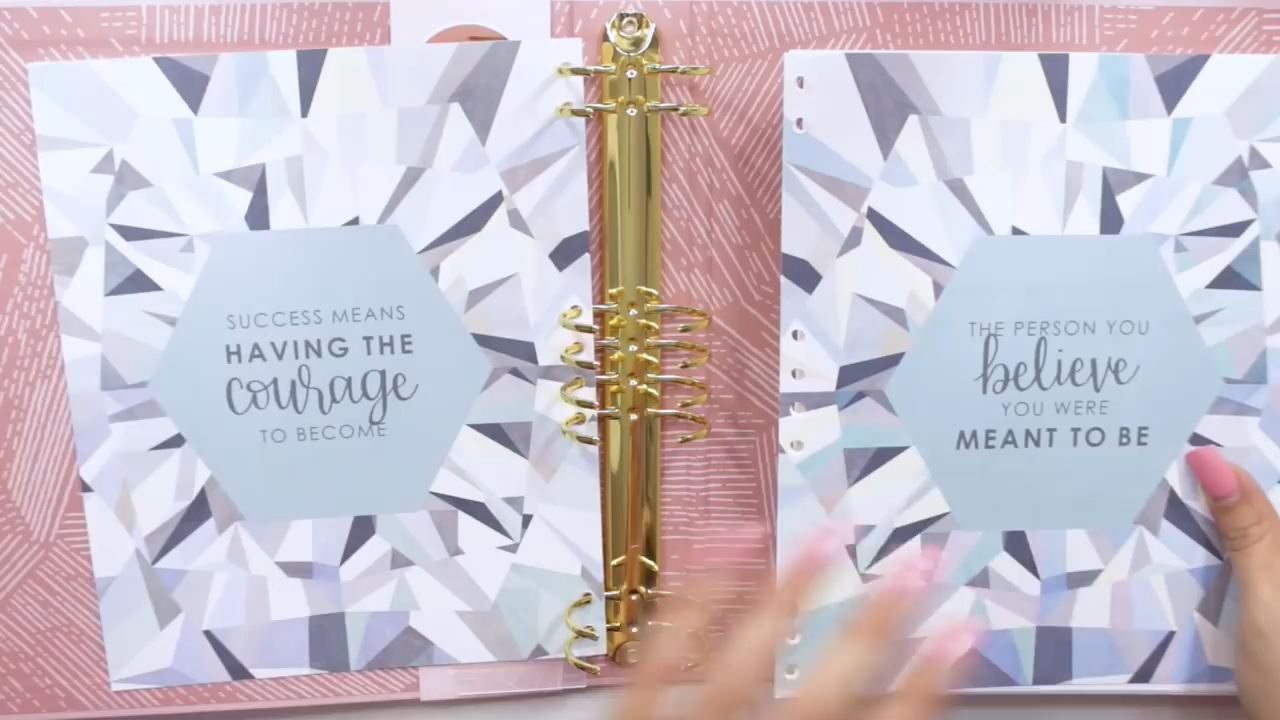 SUCCESS MEANS
HAVING THE
courage
TO BECOME
THE PERSON YOU
believe
YOU WERE
MEANT TO BE